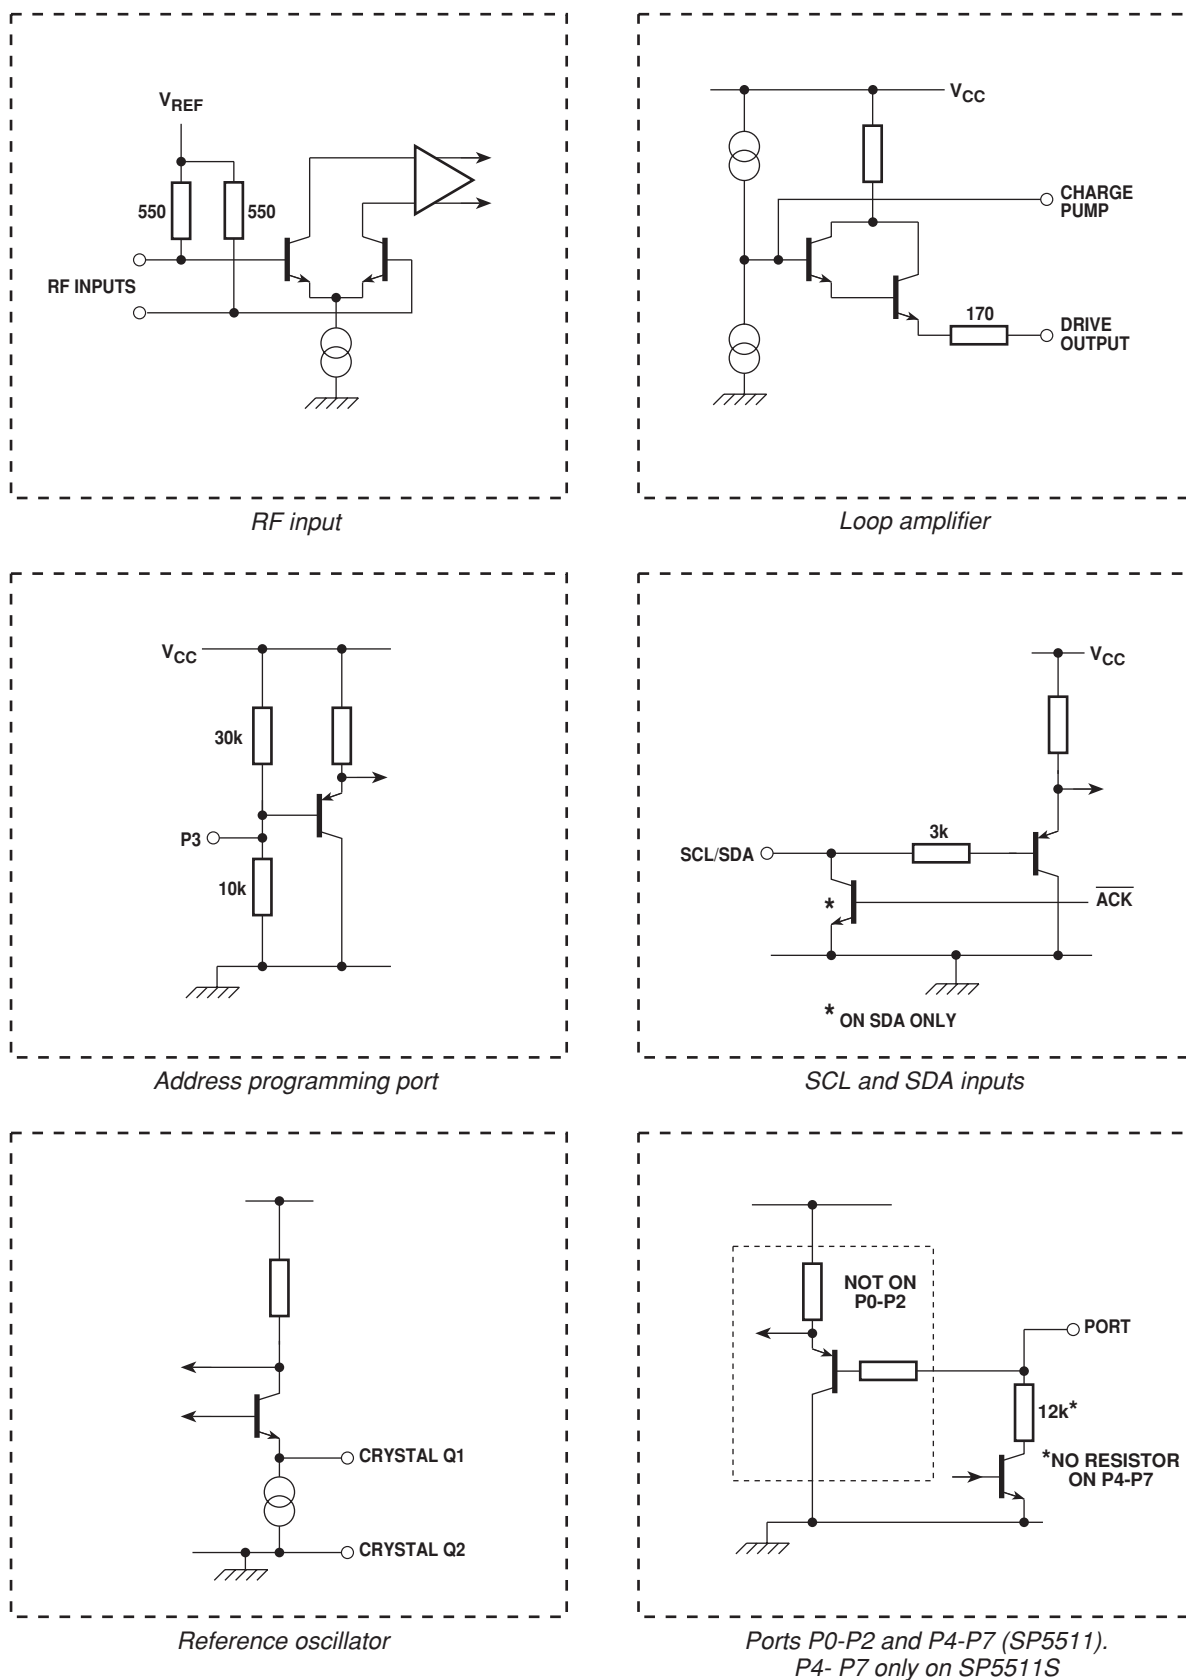 VREF
550
550
RF INPUTS
RF input
VCC
CHARGE
PUMP
170
DRIVE
OUTPUT
Loop amplifier
VCC
30k
P3
10k
Address programming port
VCC
3k
SCL/SDA
*
ACK
* ON SDA ONLY
SCL and SDA inputs
CRYSTAL Q1
CRYSTAL Q2
Reference oscillator
NOT ON
P0-P2
PORT
12k*
*NO RESISTOR
ON P4-P7
Ports P0-P2 and P4-P7 (SP5511).
P4- P7 only on SP5511S